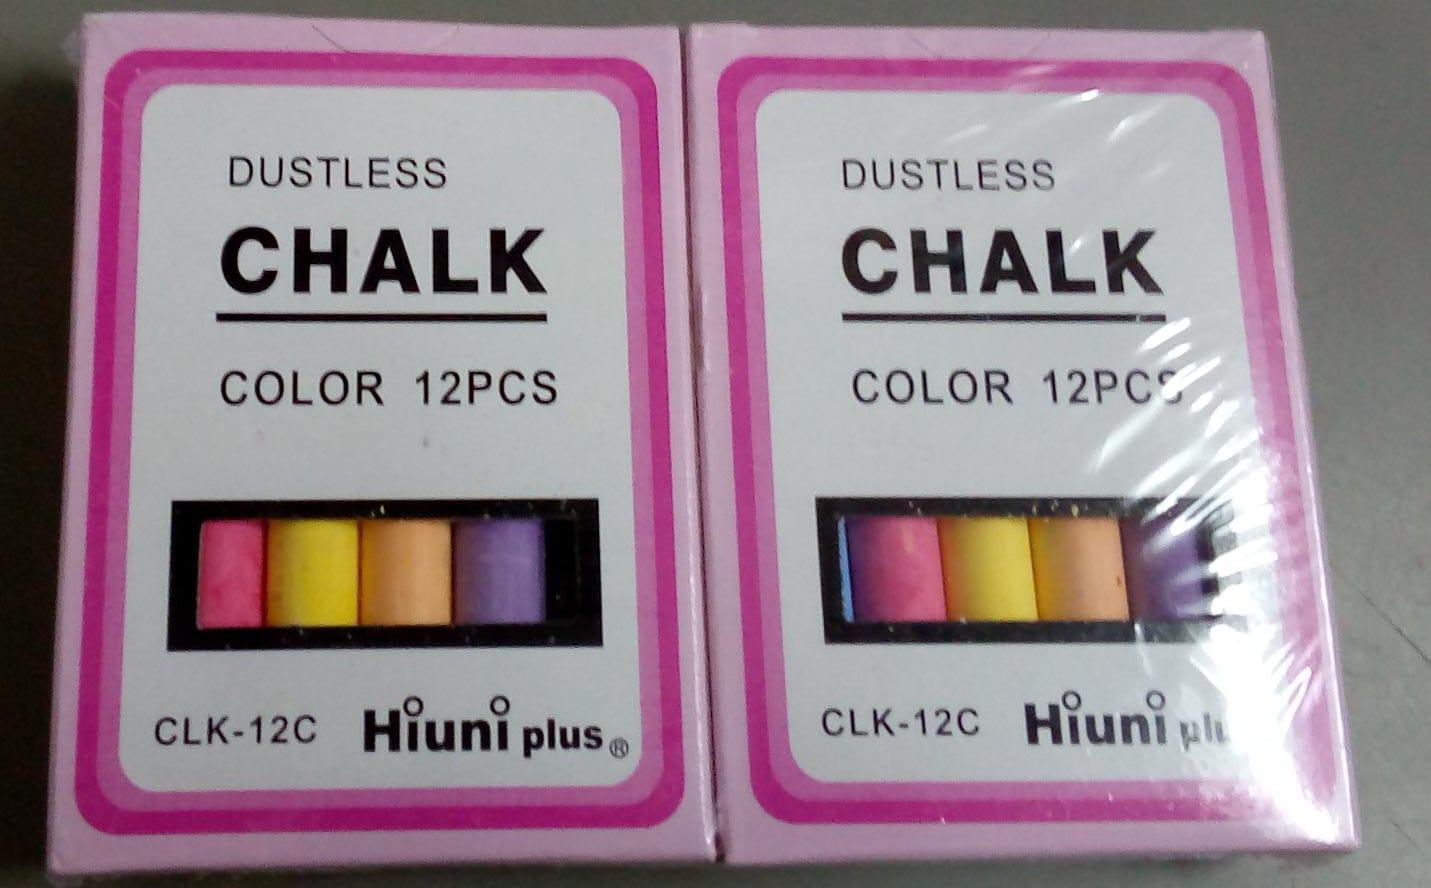 DUSTLESS
CHALK
COLOR 12PCS
CLK-12C Hiuni plus®
DUSTLESS
CHALK
COLOR 12PCS
CLK-12C Hiuni